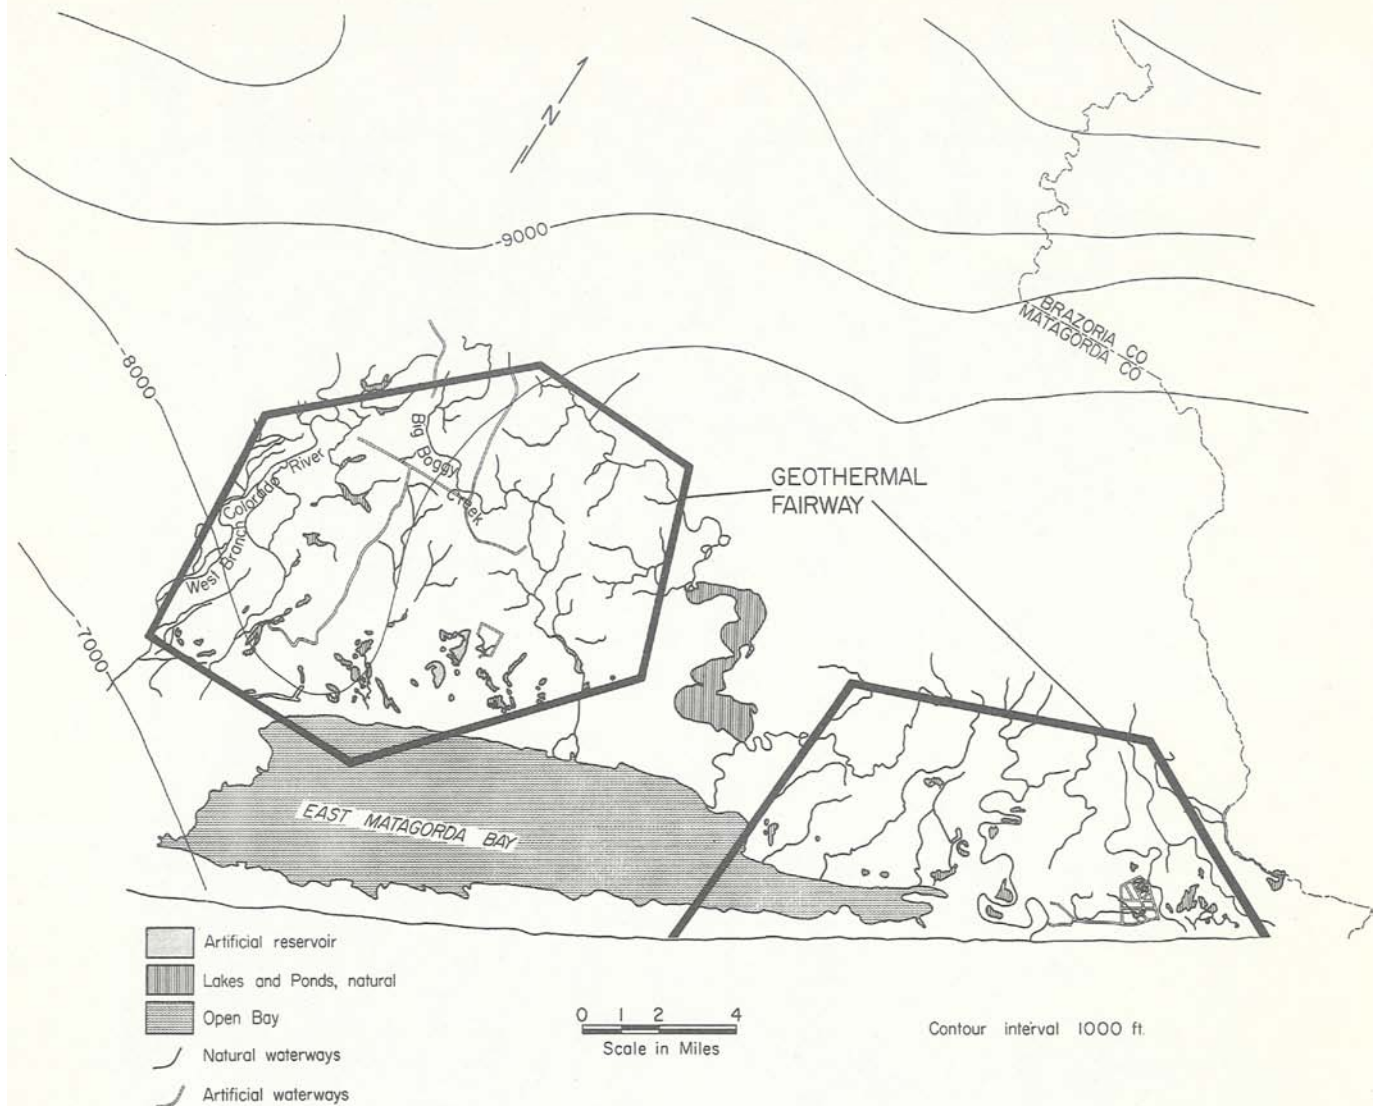 N
-9000
BRAZORIA CO
MATAGORDA CO
-8000
Big Boggy Creek
West Branch Colorado River
GEOTHERMAL
FAIRWAY
-7000
EAST MATAGORDA BAY
Artificial reservoir
Lakes and Ponds, natural
Open Bay
Natural waterways
Artificial waterways
0 1 2 4
Scale in Miles
Contour interval 1000 ft.